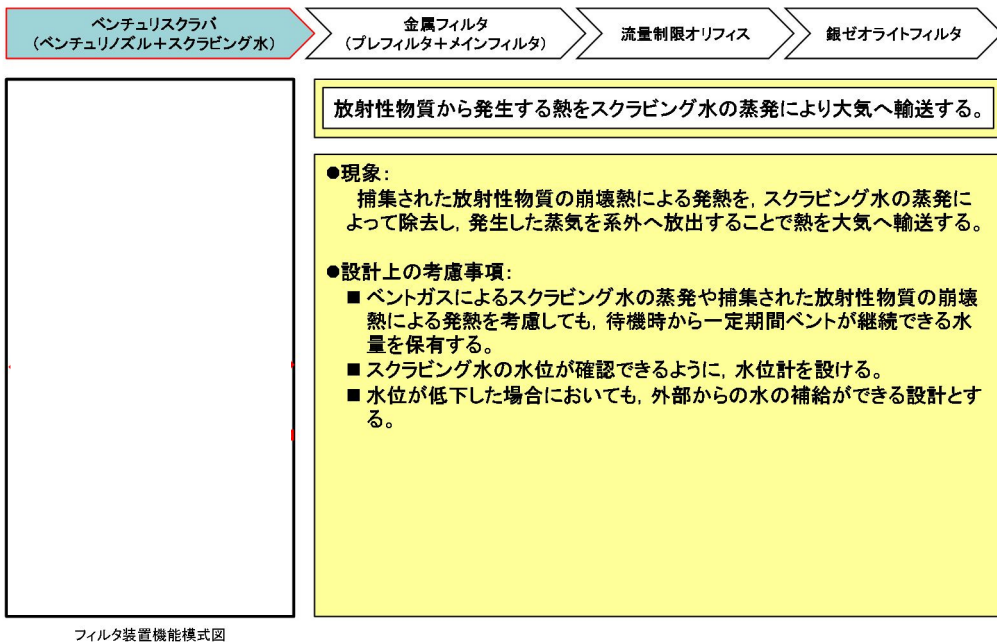 ベンチュリスクラバ
(ベンチュリノズル+スクラビング水)
金属フィルタ
(プレフィルタ+メインフィルタ)
流量制限オリフィス
銀ゼオライトフィルタ
放射性物質から発生する熱をスクラビング水の蒸発により大気へ輸送する。
●現象:
捕集された放射性物質の崩壊熱による発熱を,スクラビング水の蒸発に
よって除去し,発生した蒸気を系外へ放出することで熱を大気へ輸送する。
●設計上の考慮事項:
■ ベントガスによるスクラビング水の蒸発や捕集された放射性物質の崩壊
熱による発熱を考慮しても,待機時から一定期間ベントが継続できる水
量を保有する。
■ スクラビング水の水位が確認できるように,水位計を設ける。
■ 水位が低下した場合においても,外部からの水の補給ができる設計とす
る。
フィルタ装置機能模式図